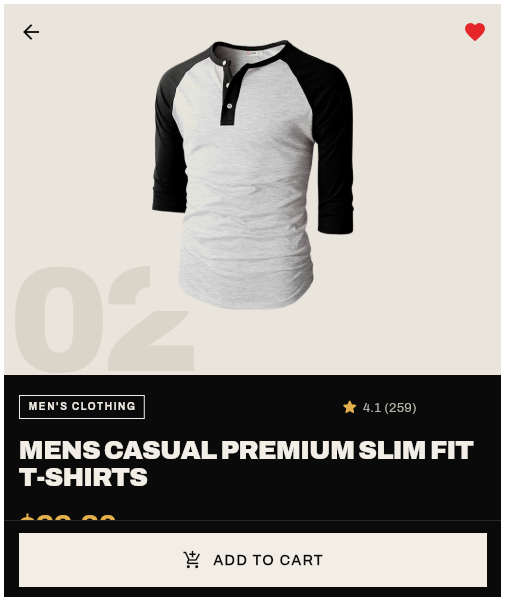 02
MEN'S CLOTHING
4.1 (259)
MENS CASUAL PREMIUM SLIM FIT
T-SHIRTS
ADD TO CART